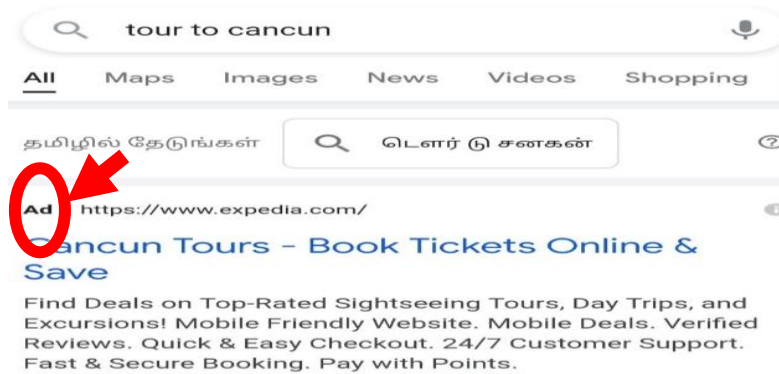 tour to cancun
All Maps Images News Videos Shopping
தமிழில் தேடுங்கள் டௌர் டு சனகன்
Ad https://www.expedia.com/
Cancun Tours - Book Tickets Online &
Save
Find Deals on Top-Rated Sightseeing Tours, Day Trips, and
Excursions! Mobile Friendly Website. Mobile Deals. Verified
Reviews. Quick & Easy Checkout. 24/7 Customer Support.
Fast & Secure Booking. Pay with Points.